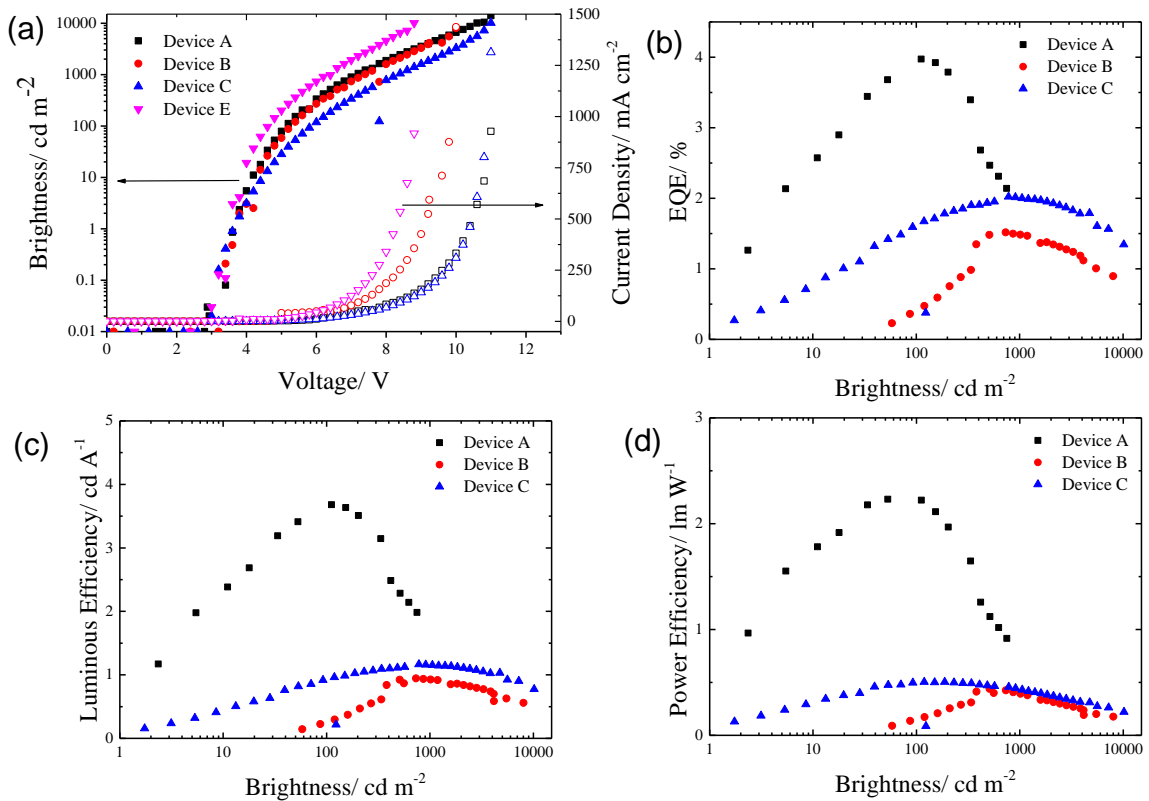 (a)
Device A
Device B
Device C
Device E
10000
1000
100
10
1
0.1
0.01
Brightness/ cd m-2
0 2 4 6 8 10 12
Voltage/ V
1500
1250
1000
750
500
250
0
Current Density/ mA cm-2
(b)
Device A
Device B
Device C
4
3
2
1
0
EQE/ %
1 10 100 1000 10000
Brightness/ cd m-2
(c)
Device A
Device B
Device C
5
4
3
2
1
0
Luminous Efficiency/ cd A-1
1 10 100 1000 10000
Brightness/ cd m-2
(d)
Device A
Device B
Device C
3
2
1
0
Power Efficiency/ lm W-1
1 10 100 1000 10000
Brightness/ cd m-2